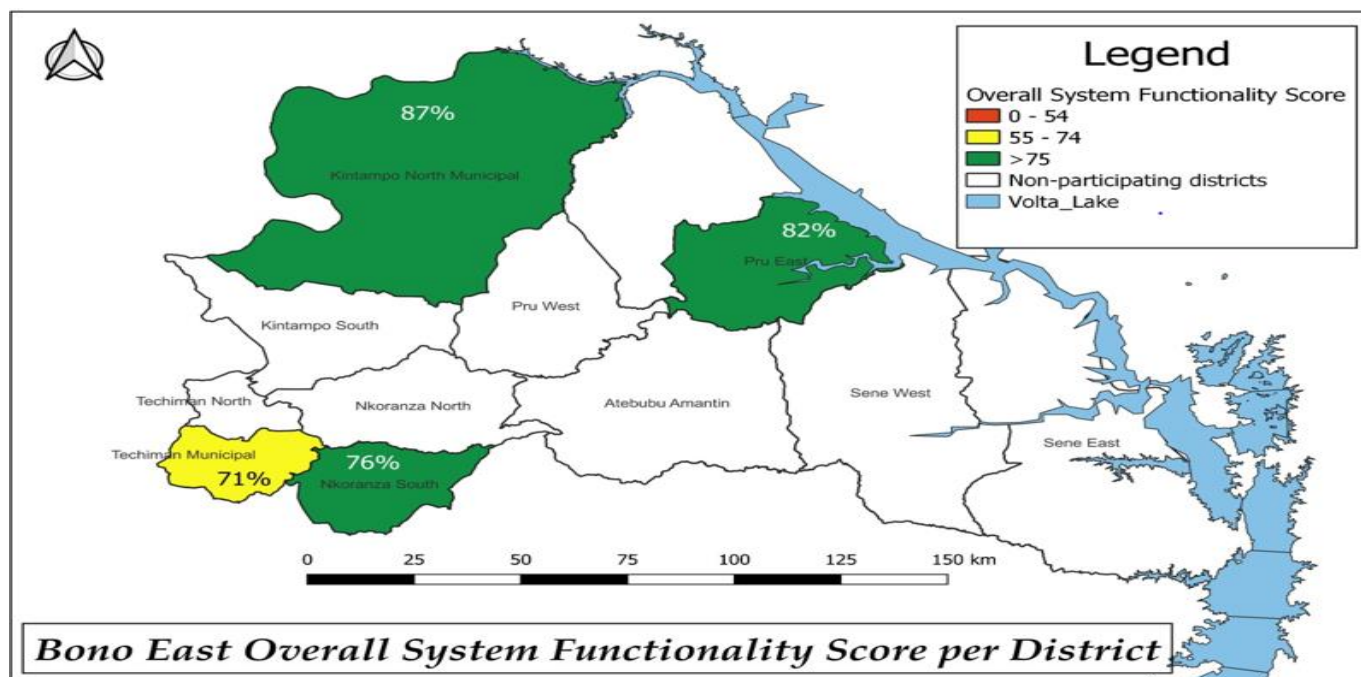 Legend
Overall System Functionality Score
0 - 54
55 - 74
>75
Non-participating districts
Volta_Lake
87%
Kintampo North Municipal
82%
Pru East
Pru West
Kintampo South
Techiman North
Nkoranza North
Atebubu Amantin
Sene West
Sene East
Techiman Municipal
71%
76%
Nkoranza South
0 25 50 75 100 125 150 km
Bono East Overall System Functionality Score per District